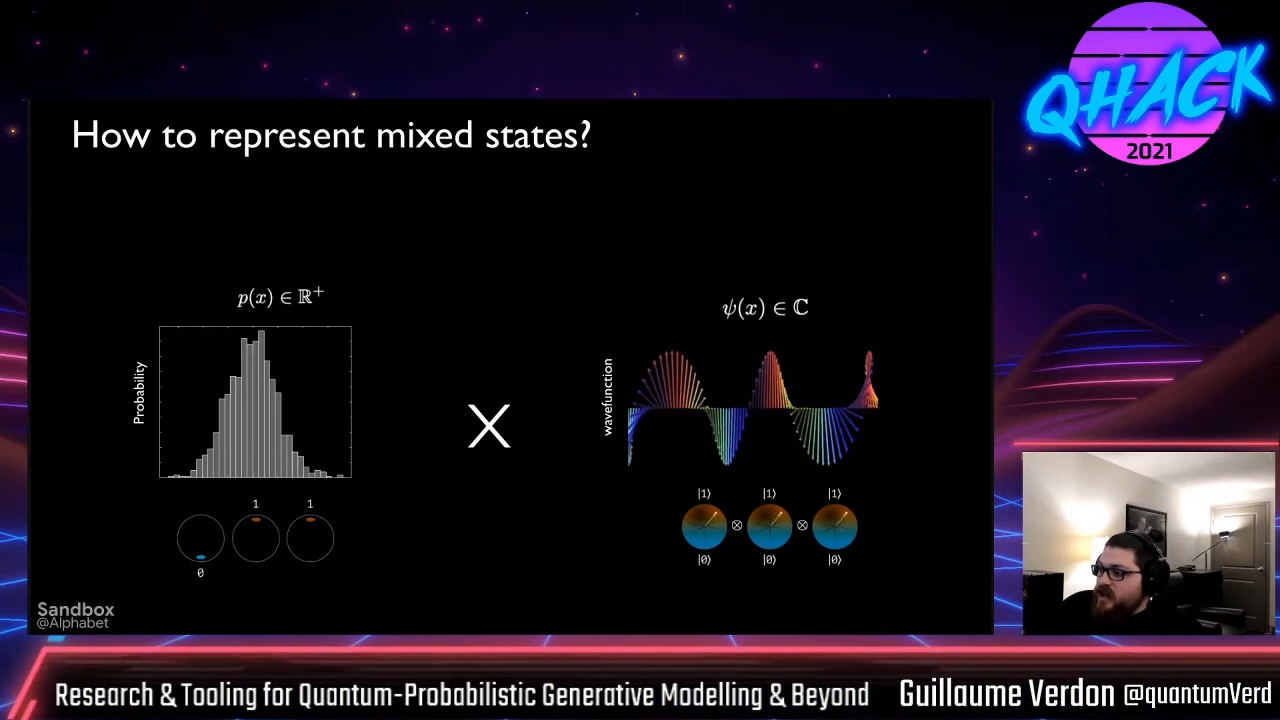 How to represent mixed states?
QHACK
2021
p(x) ∈ ℝ⁺
ψ(x) ∈ ℂ
Probability
wavefunction
X
1 1
0
|1⟩ |1⟩ |1⟩
⊗ ⊗
|0⟩ |0⟩ |0⟩
Sandbox
@Alphabet
Research & Tooling for Quantum-Probabilistic Generative Modelling & Beyond
Guillaume Verdon @quantumVerd